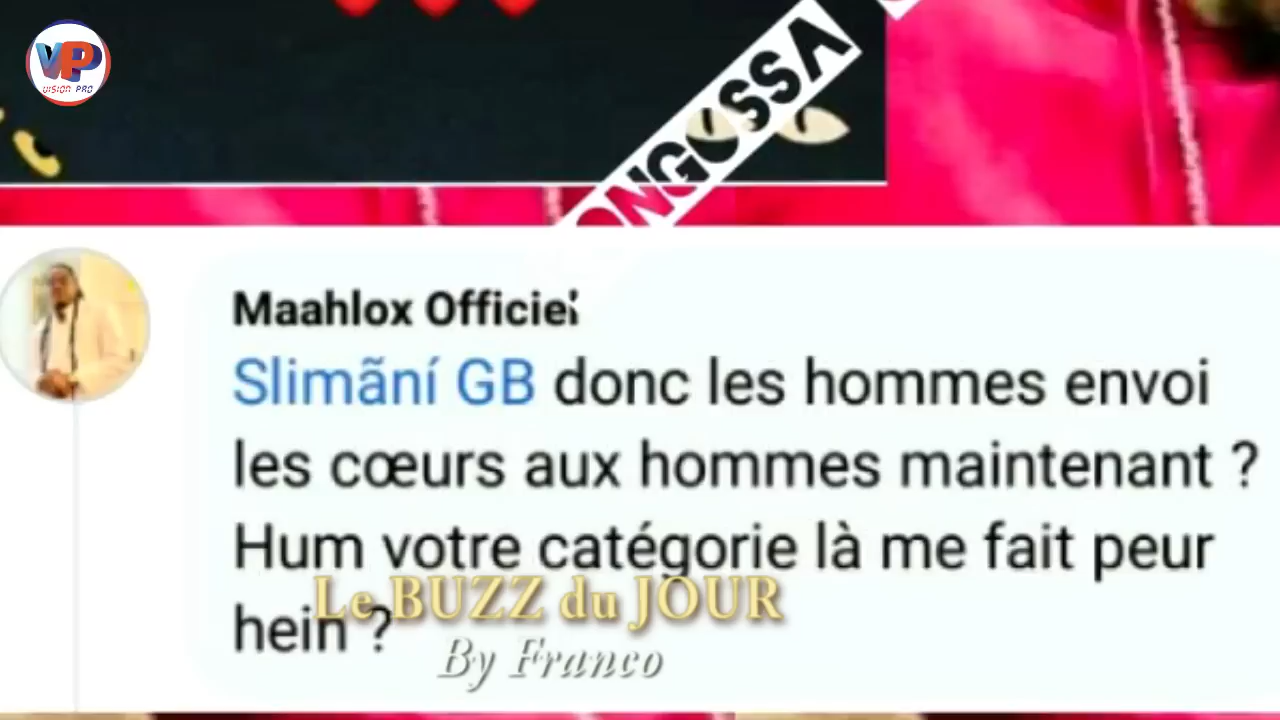 VP
VISION PRO
ONGOSSA
Maahlox Officiel
Slimãní GB donc les hommes envoi
les cœurs aux hommes maintenant ?
Hum votre catégorie là me fait peur
hein ?
Le BUZZ du JOUR
By Franco